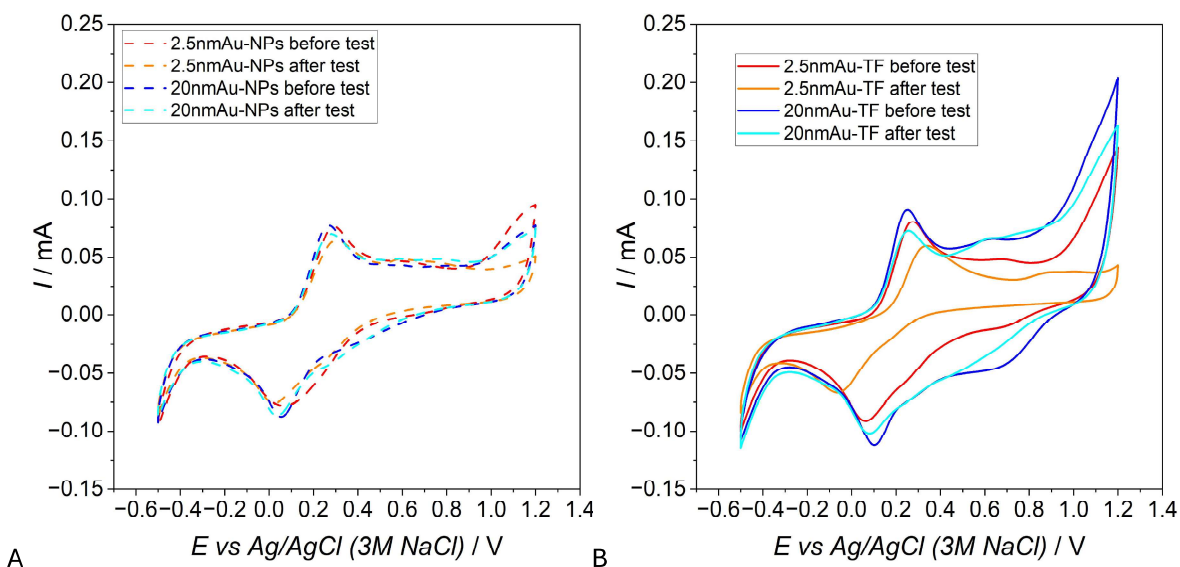 2.5nmAu-NPs before test
2.5nmAu-NPs after test
20nmAu-NPs before test
20nmAu-NPs after test
0.25
0.20
0.15
0.10
0.05
0.00
−0.05
−0.10
−0.15
I / mA
−0.6 −0.4 −0.2 0.0 0.2 0.4 0.6 0.8 1.0 1.2 1.4
E vs Ag/AgCl (3M NaCl) / V
A
2.5nmAu-TF before test
2.5nmAu-TF after test
20nmAu-TF before test
20nmAu-TF after test
0.25
0.20
0.15
0.10
0.05
0.00
−0.05
−0.10
−0.15
I / mA
−0.6 −0.4 −0.2 0.0 0.2 0.4 0.6 0.8 1.0 1.2 1.4
E vs Ag/AgCl (3M NaCl) / V
B